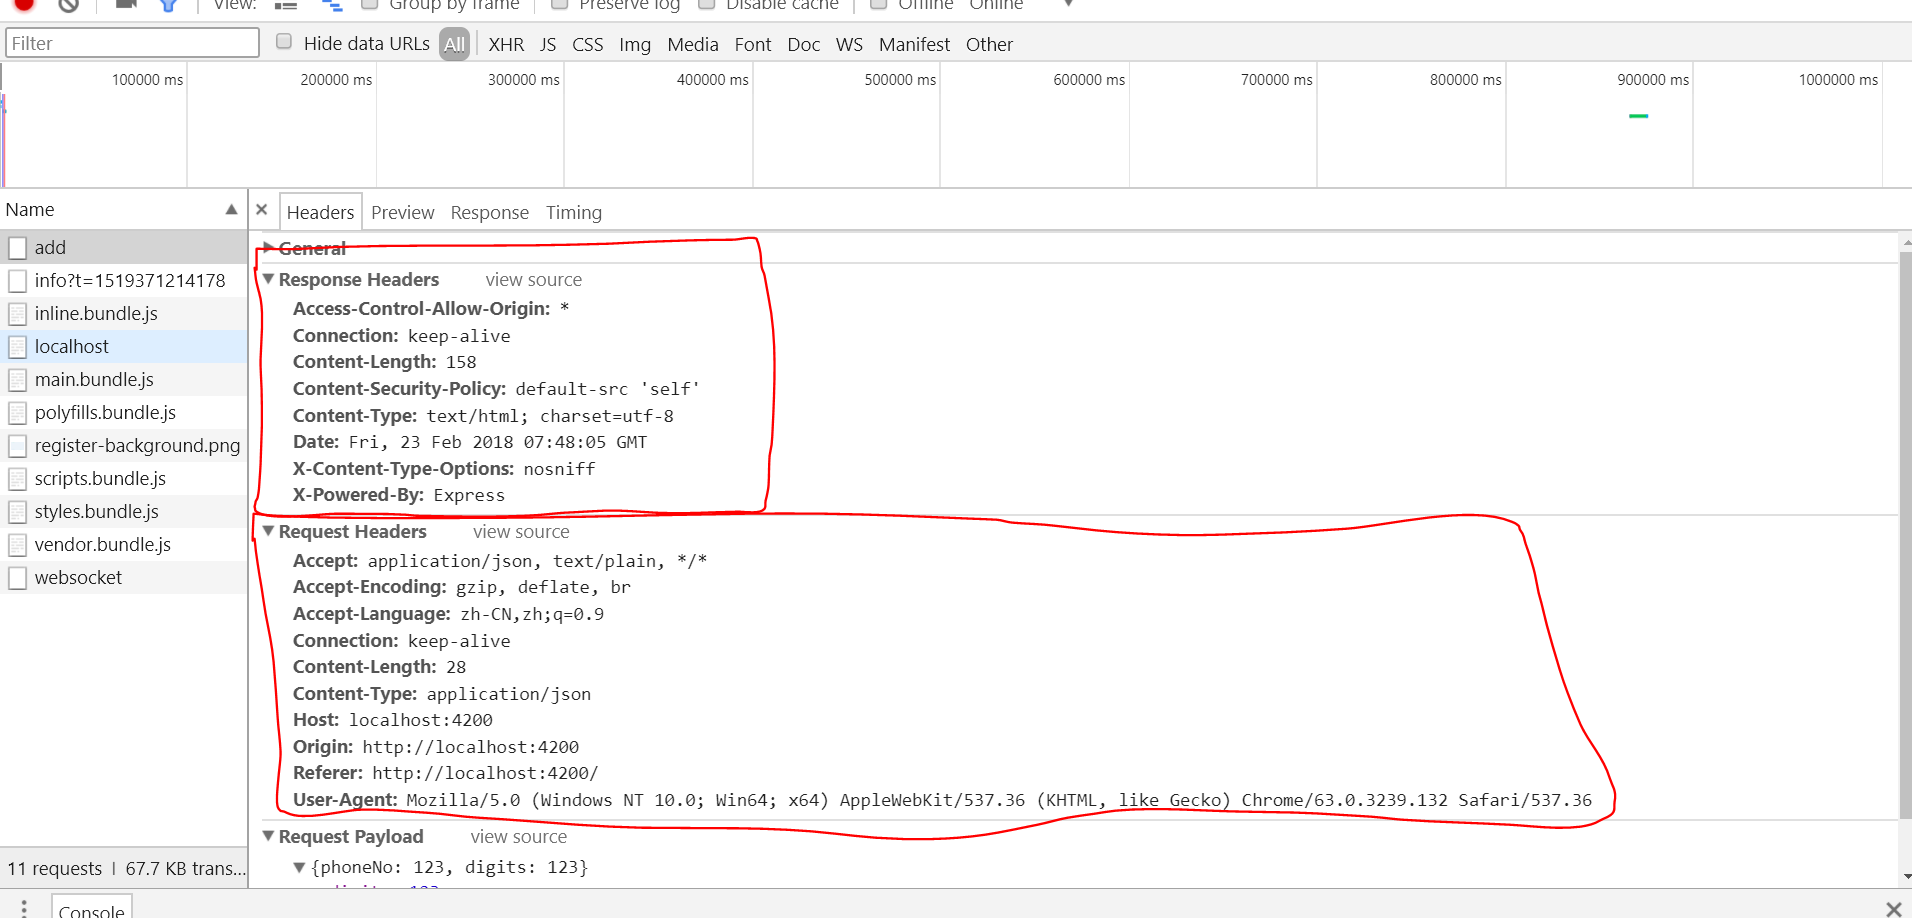 View: Group by frame Preserve log Disable cache Offline Online
Filter Hide data URLs All XHR JS CSS Img Media Font Doc WS Manifest Other
100000 ms 200000 ms 300000 ms 400000 ms 500000 ms 600000 ms 700000 ms 800000 ms 900000 ms 1000000 ms
Name
add
info?t=1519371214178
inline.bundle.js
localhost
main.bundle.js
polyfills.bundle.js
register-background.png
scripts.bundle.js
styles.bundle.js
vendor.bundle.js
websocket
11 requests | 67.7 KB trans...
× Headers Preview Response Timing
General
Response Headers view source
Access-Control-Allow-Origin: *
Connection: keep-alive
Content-Length: 158
Content-Security-Policy: default-src 'self'
Content-Type: text/html; charset=utf-8
Date: Fri, 23 Feb 2018 07:48:05 GMT
X-Content-Type-Options: nosniff
X-Powered-By: Express
Request Headers view source
Accept: application/json, text/plain, */*
Accept-Encoding: gzip, deflate, br
Accept-Language: zh-CN,zh;q=0.9
Connection: keep-alive
Content-Length: 28
Content-Type: application/json
Host: localhost:4200
Origin: http://localhost:4200
Referer: http://localhost:4200/
User-Agent: Mozilla/5.0 (Windows NT 10.0; Win64; x64) AppleWebKit/537.36 (KHTML, like Gecko) Chrome/63.0.3239.132 Safari/537.36
Request Payload view source
{phoneNo: 123, digits: 123}
Console